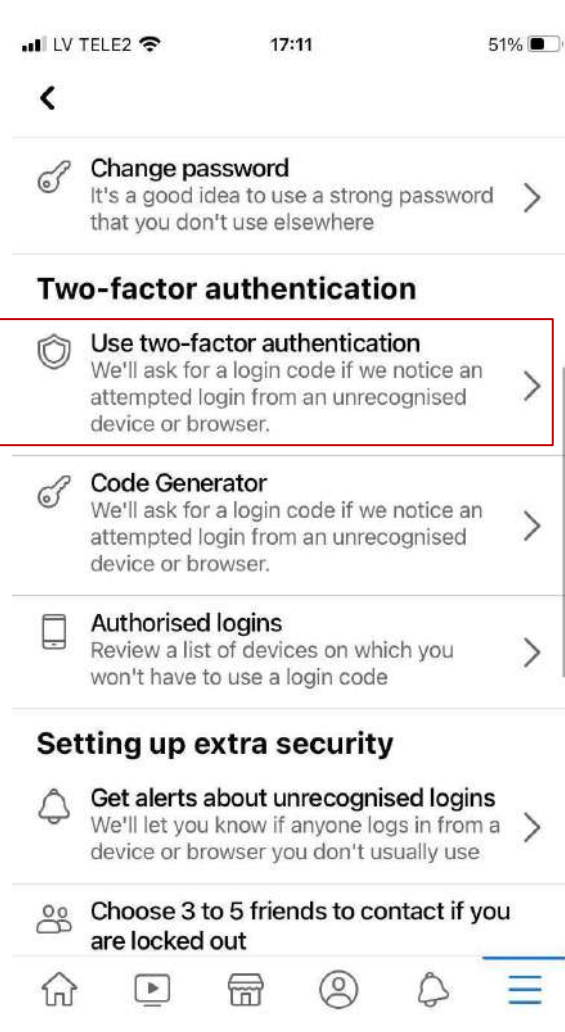 LV TELE2 17:11 51%
Change password
It's a good idea to use a strong password
that you don't use elsewhere
Two-factor authentication
Use two-factor authentication
We'll ask for a login code if we notice an
attempted login from an unrecognised
device or browser.
Code Generator
We'll ask for a login code if we notice an
attempted login from an unrecognised
device or browser.
Authorised logins
Review a list of devices on which you
won't have to use a login code
Setting up extra security
Get alerts about unrecognised logins
We'll let you know if anyone logs in from a
device or browser you don't usually use
Choose 3 to 5 friends to contact if you
are locked out